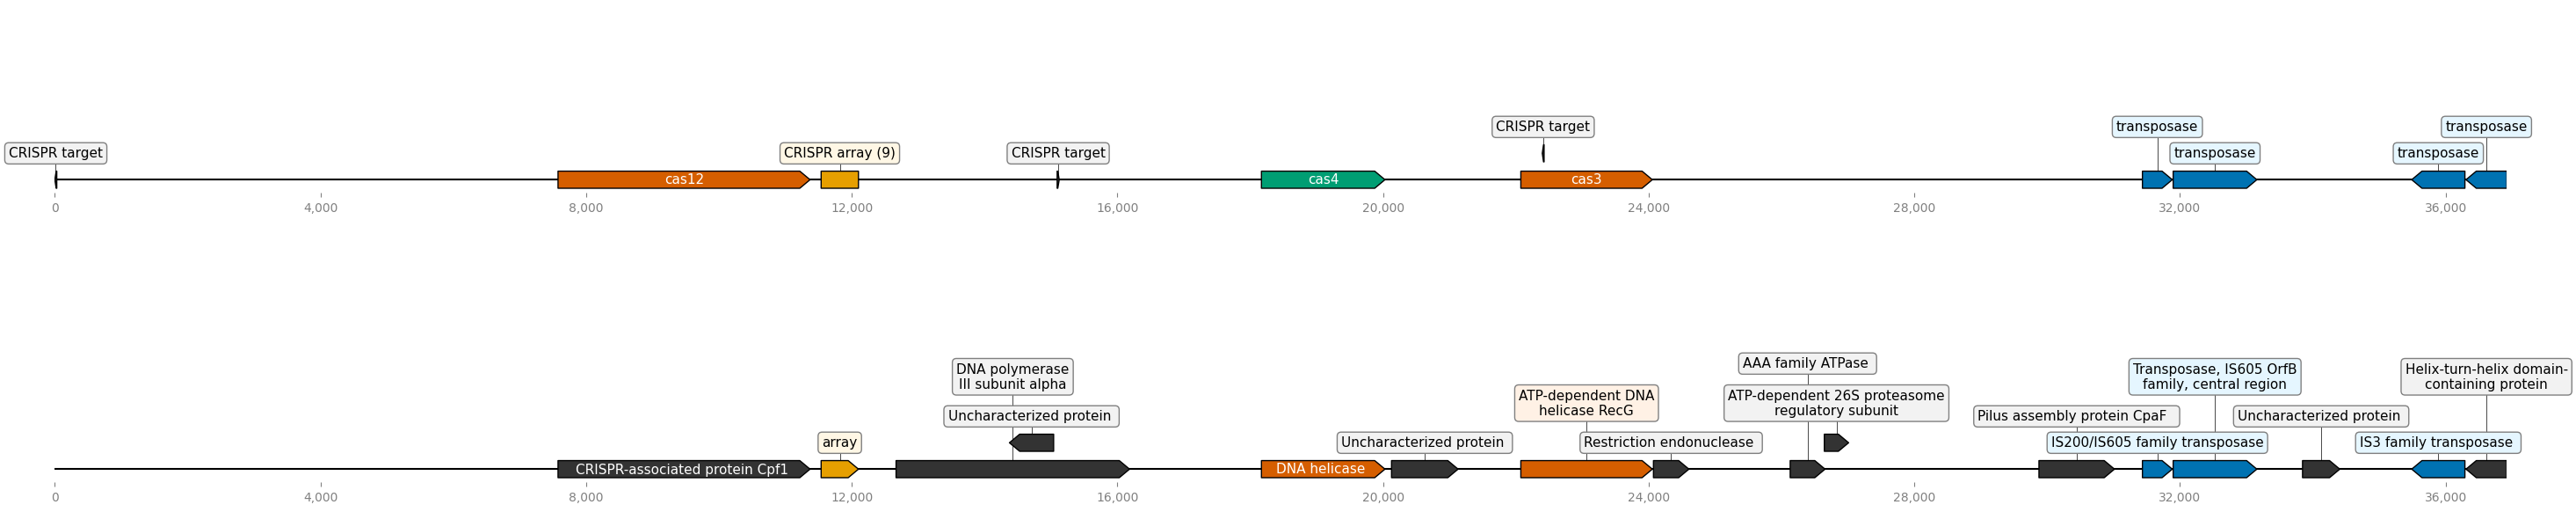 CRISPR target
transposase
transposase
CRISPR target
CRISPR array (9)
CRISPR target
transposase
transposase
cas12
cas4
cas3
0
4,000
8,000
12,000
16,000
20,000
24,000
28,000
32,000
36,000
AAA family ATPase
DNA polymerase
III subunit alpha
Transposase, IS605 OrfB
family, central region
Helix-turn-helix domain-
containing protein
ATP-dependent DNA
helicase RecG
ATP-dependent 26S proteasome
regulatory subunit
Uncharacterized protein
Pilus assembly protein CpaF
Uncharacterized protein
array
Uncharacterized protein
Restriction endonuclease
IS200/IS605 family transposase
IS3 family transposase
CRISPR-associated protein Cpf1
DNA helicase
0
4,000
8,000
12,000
16,000
20,000
24,000
28,000
32,000
36,000